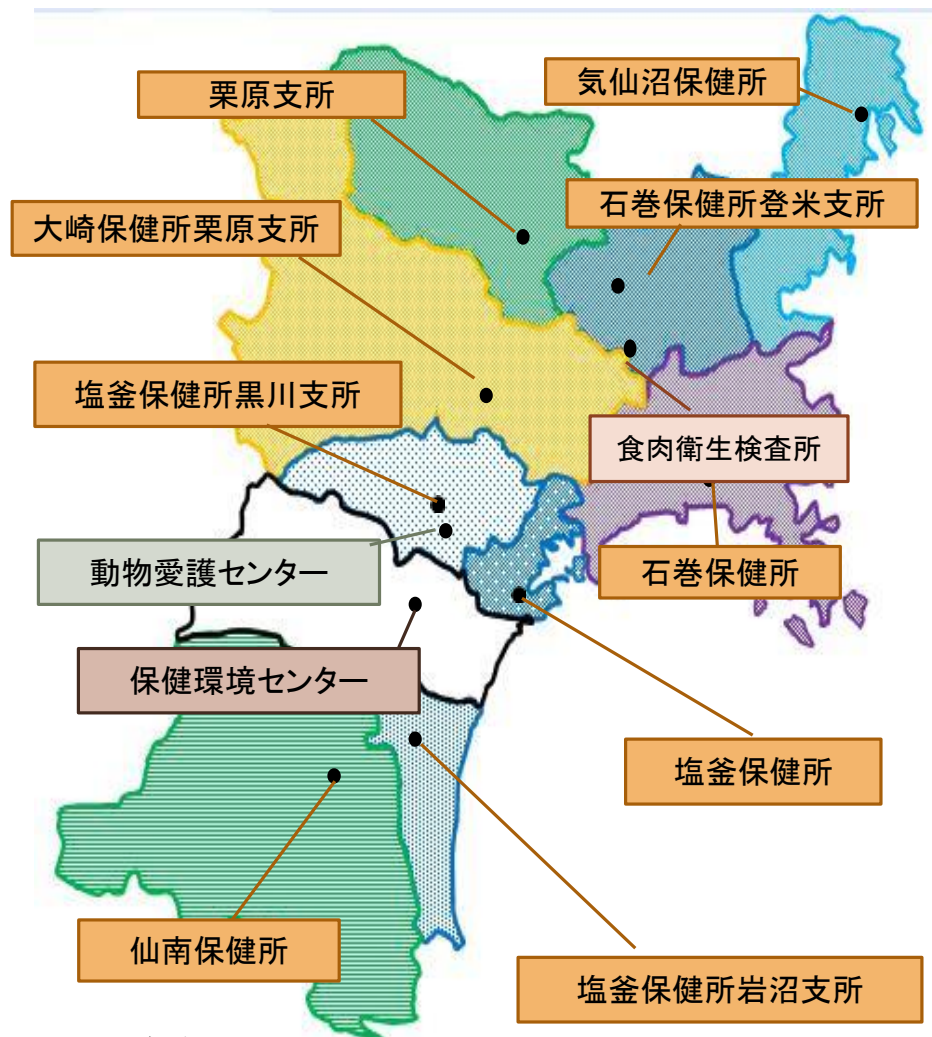 気仙沼保健所
栗原支所
石巻保健所登米支所
大崎保健所栗原支所
塩釜保健所黒川支所
食肉衛生検査所
動物愛護センター
石巻保健所
保健環境センター
塩釜保健所
仙南保健所
塩釜保健所岩沼支所